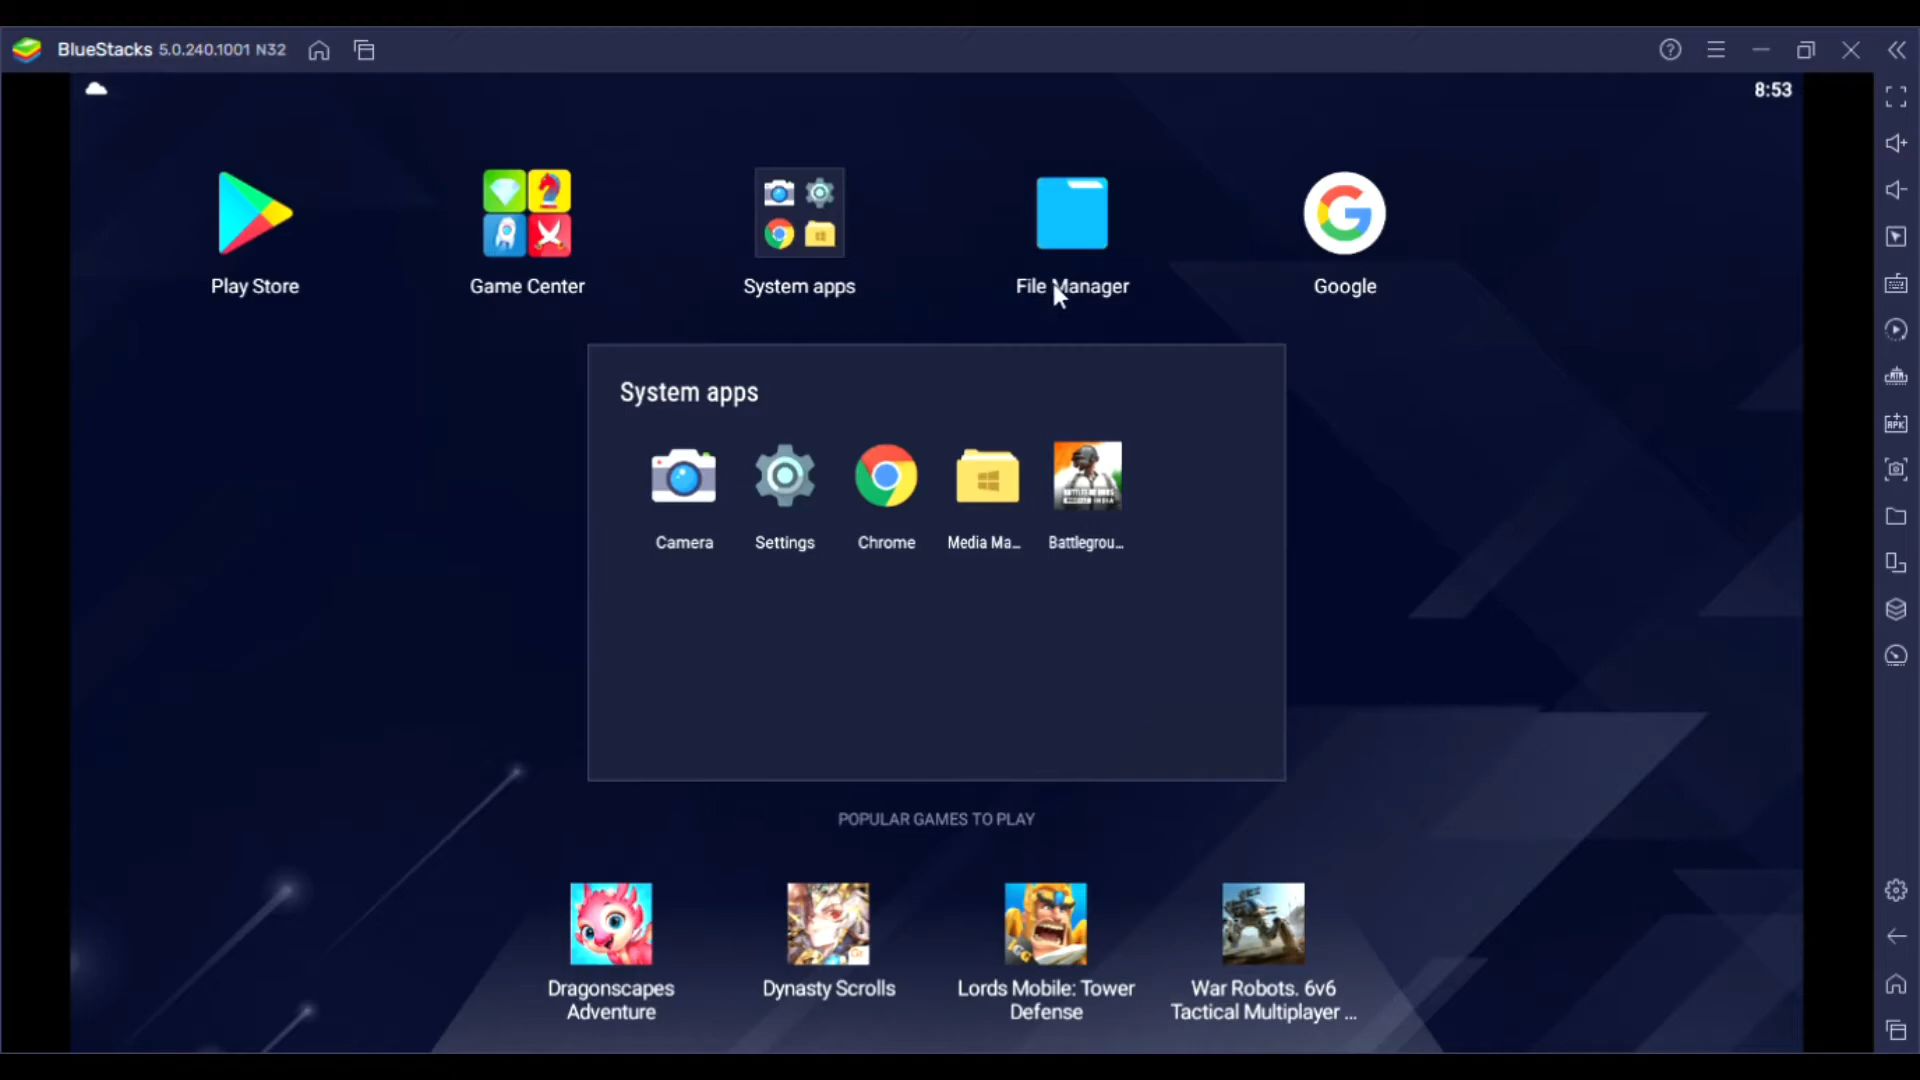 BlueStacks 5.0.240.1001 N32
8:53
Play Store
Game Center
System apps
File Manager
Google
System apps
Camera
Settings
Chrome
Media Ma...
Battlegrou...
POPULAR GAMES TO PLAY
Dragonscapes
Adventure
Dynasty Scrolls
Lords Mobile: Tower
Defense
War Robots. 6v6
Tactical Multiplayer ...